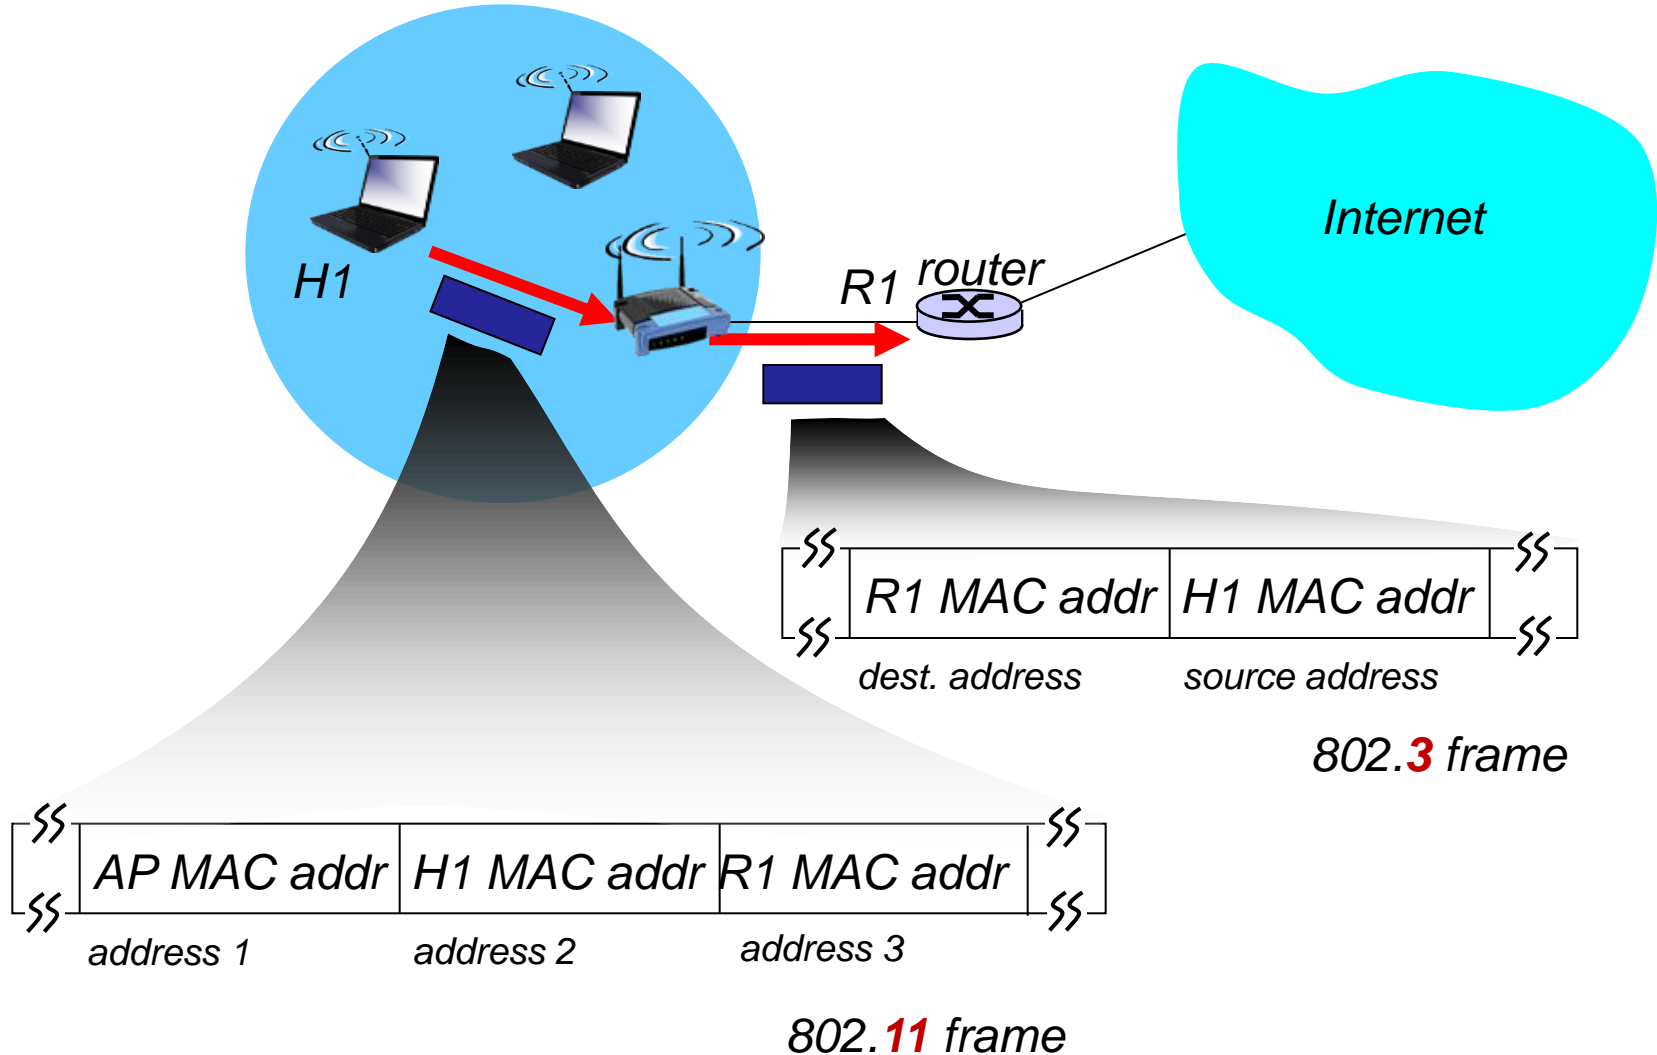 Internet
H1
R1
router
R1 MAC addr
H1 MAC addr
dest. address
source address
802.3 frame
AP MAC addr
H1 MAC addr
R1 MAC addr
address 1
address 2
address 3
802.11 frame